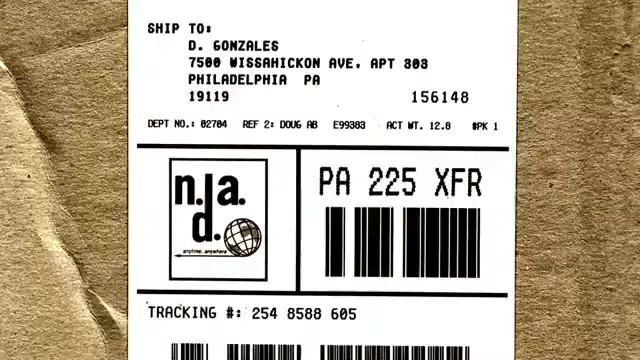 SHIP TO:
D. GONZALES
7500 WISSAHICKON AVE. APT 303
PHILADELPHIA PA
19119 156148
DEPT NO.: 02704 REF 2: DOUG AB E99383 ACT WT. 12.8 #PK 1
n.j.a.
d.
anytime, anywhere
PA 225 XFR
TRACKING #: 254 8588 605